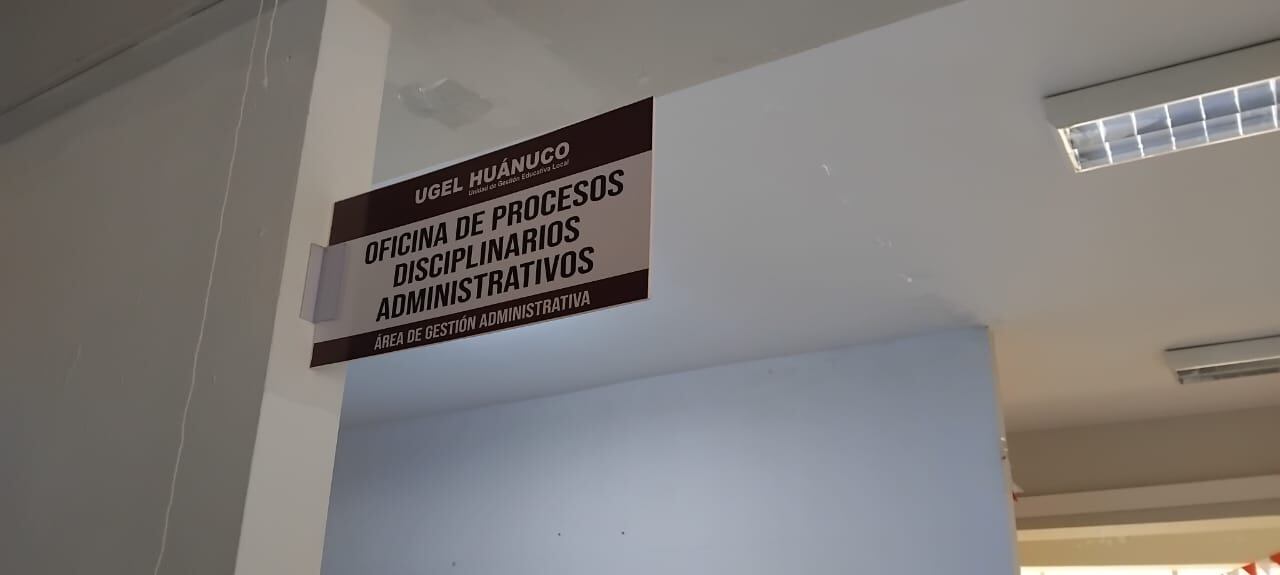 UGEL HUÁNUCO
Unidad de Gestión Educativa Local
OFICINA DE PROCESOS
DISCIPLINARIOS
ADMINISTRATIVOS
ÁREA DE GESTIÓN ADMINISTRATIVA